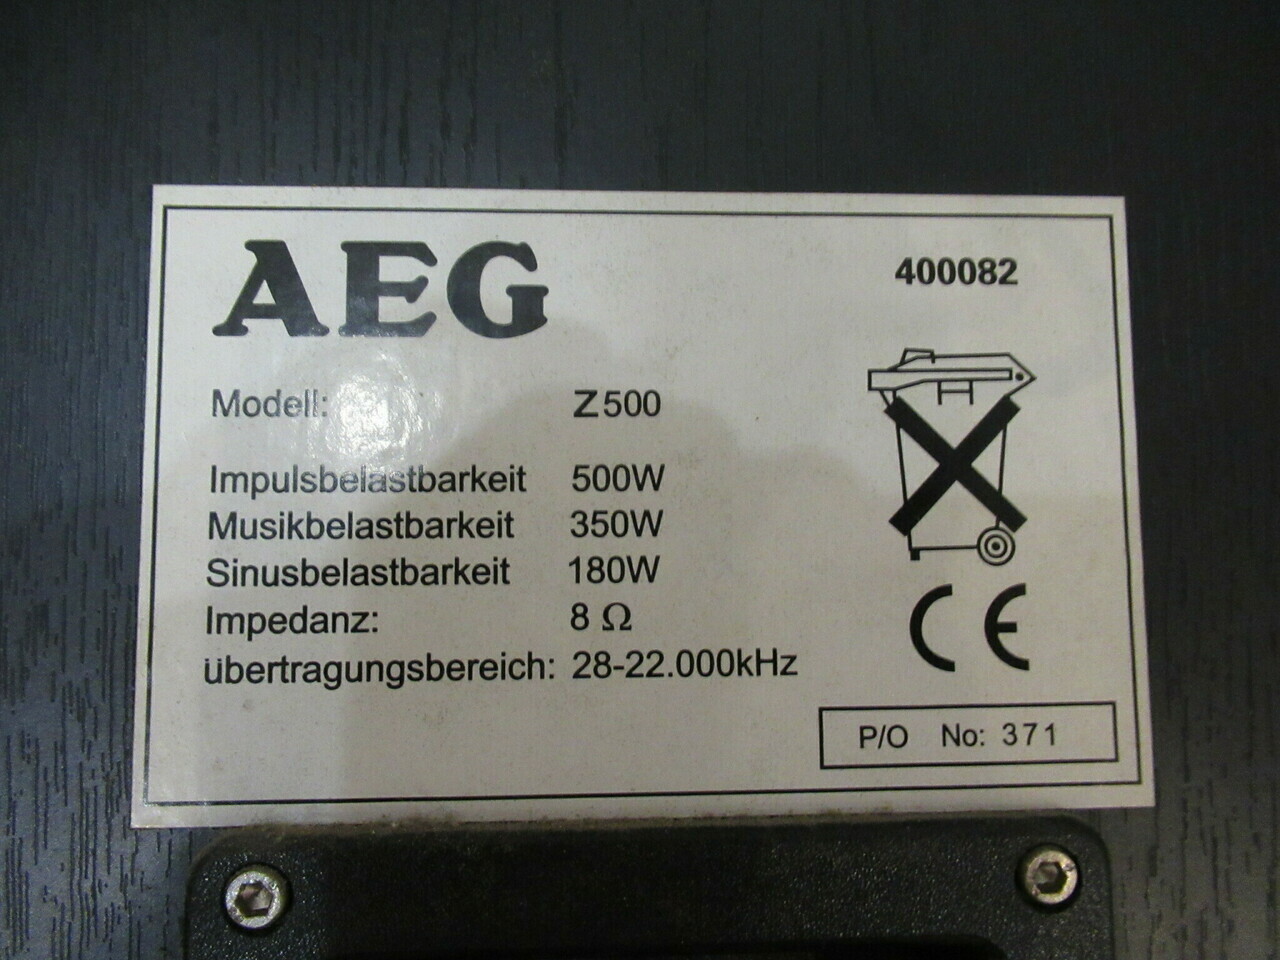 AEG
400082
Modell: Z500
Impulsbelastbarkeit 500W
Musikbelastbarkeit 350W
Sinusbelastbarkeit 180W
Impedanz: 8 Ω
übertragungsbereich: 28-22.000kHz
CE
P/O No: 371